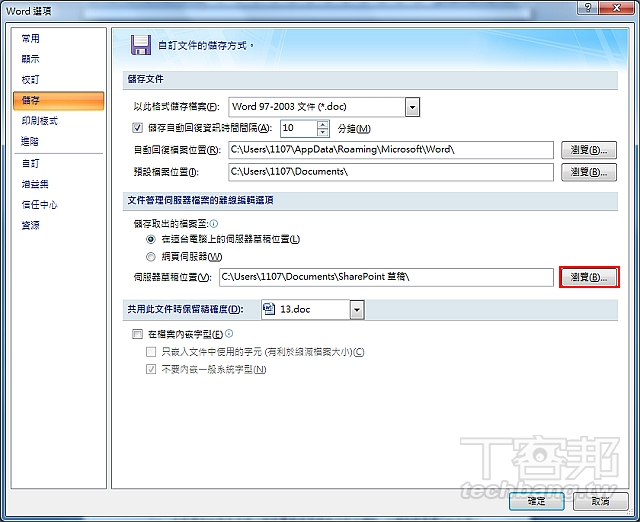 Word 選項
常用
顯示
校訂
儲存
印刷樣式
進階
自訂
增益集
信任中心
資源
自訂文件的儲存方式。
儲存文件
以此格式儲存檔案(F): Word 97-2003 文件 (*.doc)
儲存自動回復資訊時間間隔(A): 10 分鐘(M)
自動回復檔案位置(R): C:\Users\1107\AppData\Roaming\Microsoft\Word\ 瀏覽(B)...
預設檔案位置(I): C:\Users\1107\Documents\ 瀏覽(B)...
文件管理伺服器檔案的離線編輯選項
儲存取出的檔案至:
在這台電腦上的伺服器草稿位置(L)
網頁伺服器(W)
伺服器草稿位置(V): C:\Users\1107\Documents\SharePoint 草稿\ 瀏覽(B)...
共用此文件時保留精確度(D): 13.doc
在檔案內嵌字型(E)
只嵌入文件中使用的字元 (有利於縮減檔案大小)(C)
不要內嵌一般系統字型(N)
T客邦
techbang.tw
確定 取消